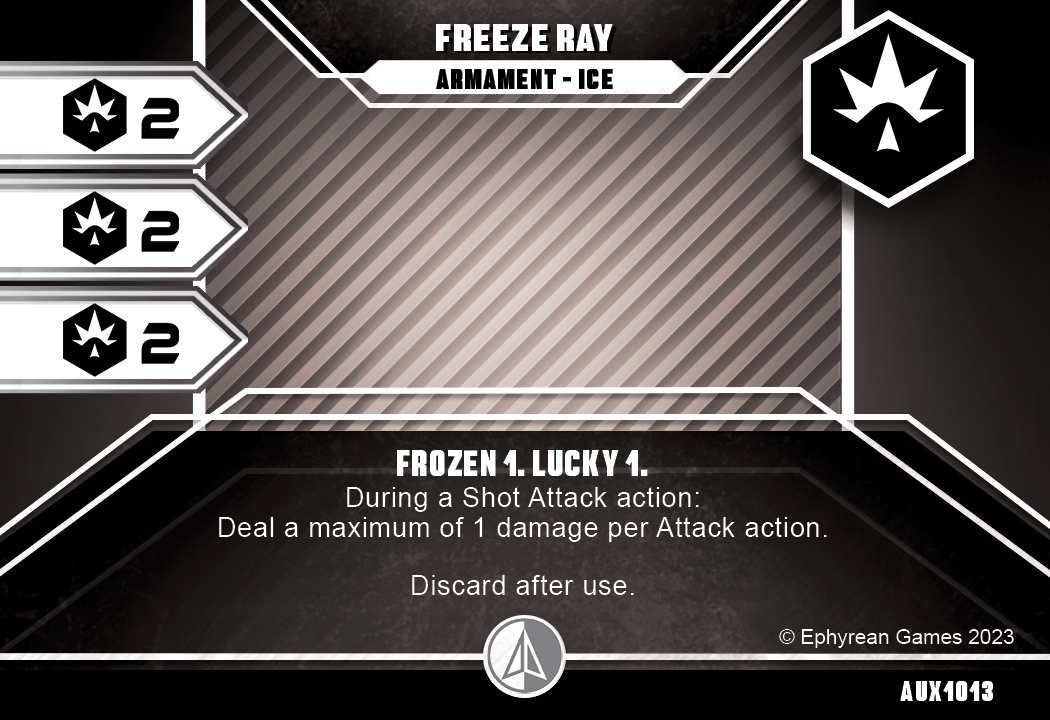 FREEZE RAY
ARMAMENT - ICE
2
2
2
FROZEN 1. LUCKY 1.
During a Shot Attack action:
Deal a maximum of 1 damage per Attack action.
Discard after use.
© Ephyrean Games 2023
AUX1013